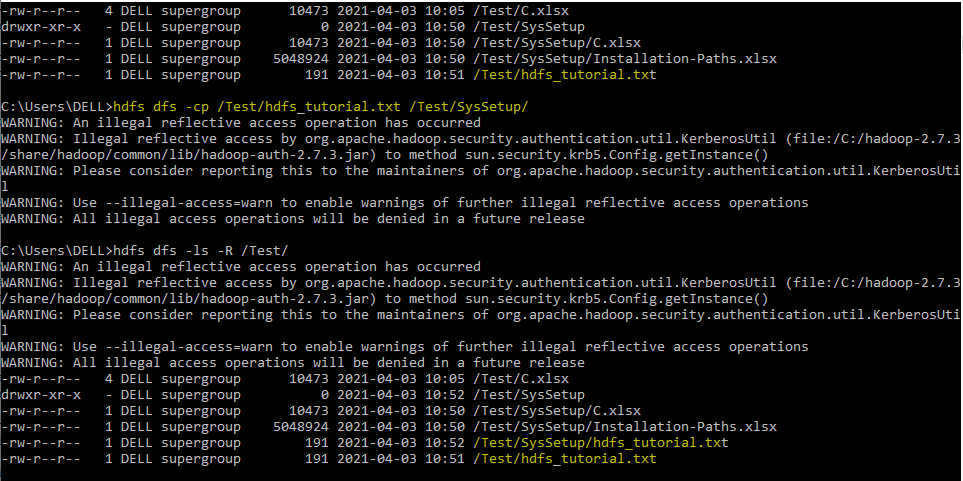 -rw-r--r--   4 DELL supergroup      10473 2021-04-03 10:05 /Test/C.xlsx
drwxr-xr-x   - DELL supergroup          0 2021-04-03 10:50 /Test/SysSetup
-rw-r--r--   1 DELL supergroup      10473 2021-04-03 10:50 /Test/SysSetup/C.xlsx
-rw-r--r--   1 DELL supergroup    5048924 2021-04-03 10:50 /Test/SysSetup/Installation-Paths.xlsx
-rw-r--r--   1 DELL supergroup        191 2021-04-03 10:51 /Test/hdfs_tutorial.txt
C:\Users\DELL>hdfs dfs -cp /Test/hdfs_tutorial.txt /Test/SysSetup/
WARNING: An illegal reflective access operation has occurred
WARNING: Illegal reflective access by org.apache.hadoop.security.authentication.util.KerberosUtil (file:/C:/hadoop-2.7.3
/share/hadoop/common/lib/hadoop-auth-2.7.3.jar) to method sun.security.krb5.Config.getInstance()
WARNING: Please consider reporting this to the maintainers of org.apache.hadoop.security.authentication.util.KerberosUti
l
WARNING: Use --illegal-access=warn to enable warnings of further illegal reflective access operations
WARNING: All illegal access operations will be denied in a future release
C:\Users\DELL>hdfs dfs -ls -R /Test/
WARNING: An illegal reflective access operation has occurred
WARNING: Illegal reflective access by org.apache.hadoop.security.authentication.util.KerberosUtil (file:/C:/hadoop-2.7.3
/share/hadoop/common/lib/hadoop-auth-2.7.3.jar) to method sun.security.krb5.Config.getInstance()
WARNING: Please consider reporting this to the maintainers of org.apache.hadoop.security.authentication.util.KerberosUti
l
WARNING: Use --illegal-access=warn to enable warnings of further illegal reflective access operations
WARNING: All illegal access operations will be denied in a future release
-rw-r--r--   4 DELL supergroup      10473 2021-04-03 10:05 /Test/C.xlsx
drwxr-xr-x   - DELL supergroup          0 2021-04-03 10:52 /Test/SysSetup
-rw-r--r--   1 DELL supergroup      10473 2021-04-03 10:50 /Test/SysSetup/C.xlsx
-rw-r--r--   1 DELL supergroup    5048924 2021-04-03 10:50 /Test/SysSetup/Installation-Paths.xlsx
-rw-r--r--   1 DELL supergroup        191 2021-04-03 10:52 /Test/SysSetup/hdfs_tutorial.txt
-rw-r--r--   1 DELL supergroup        191 2021-04-03 10:51 /Test/hdfs_tutorial.txt